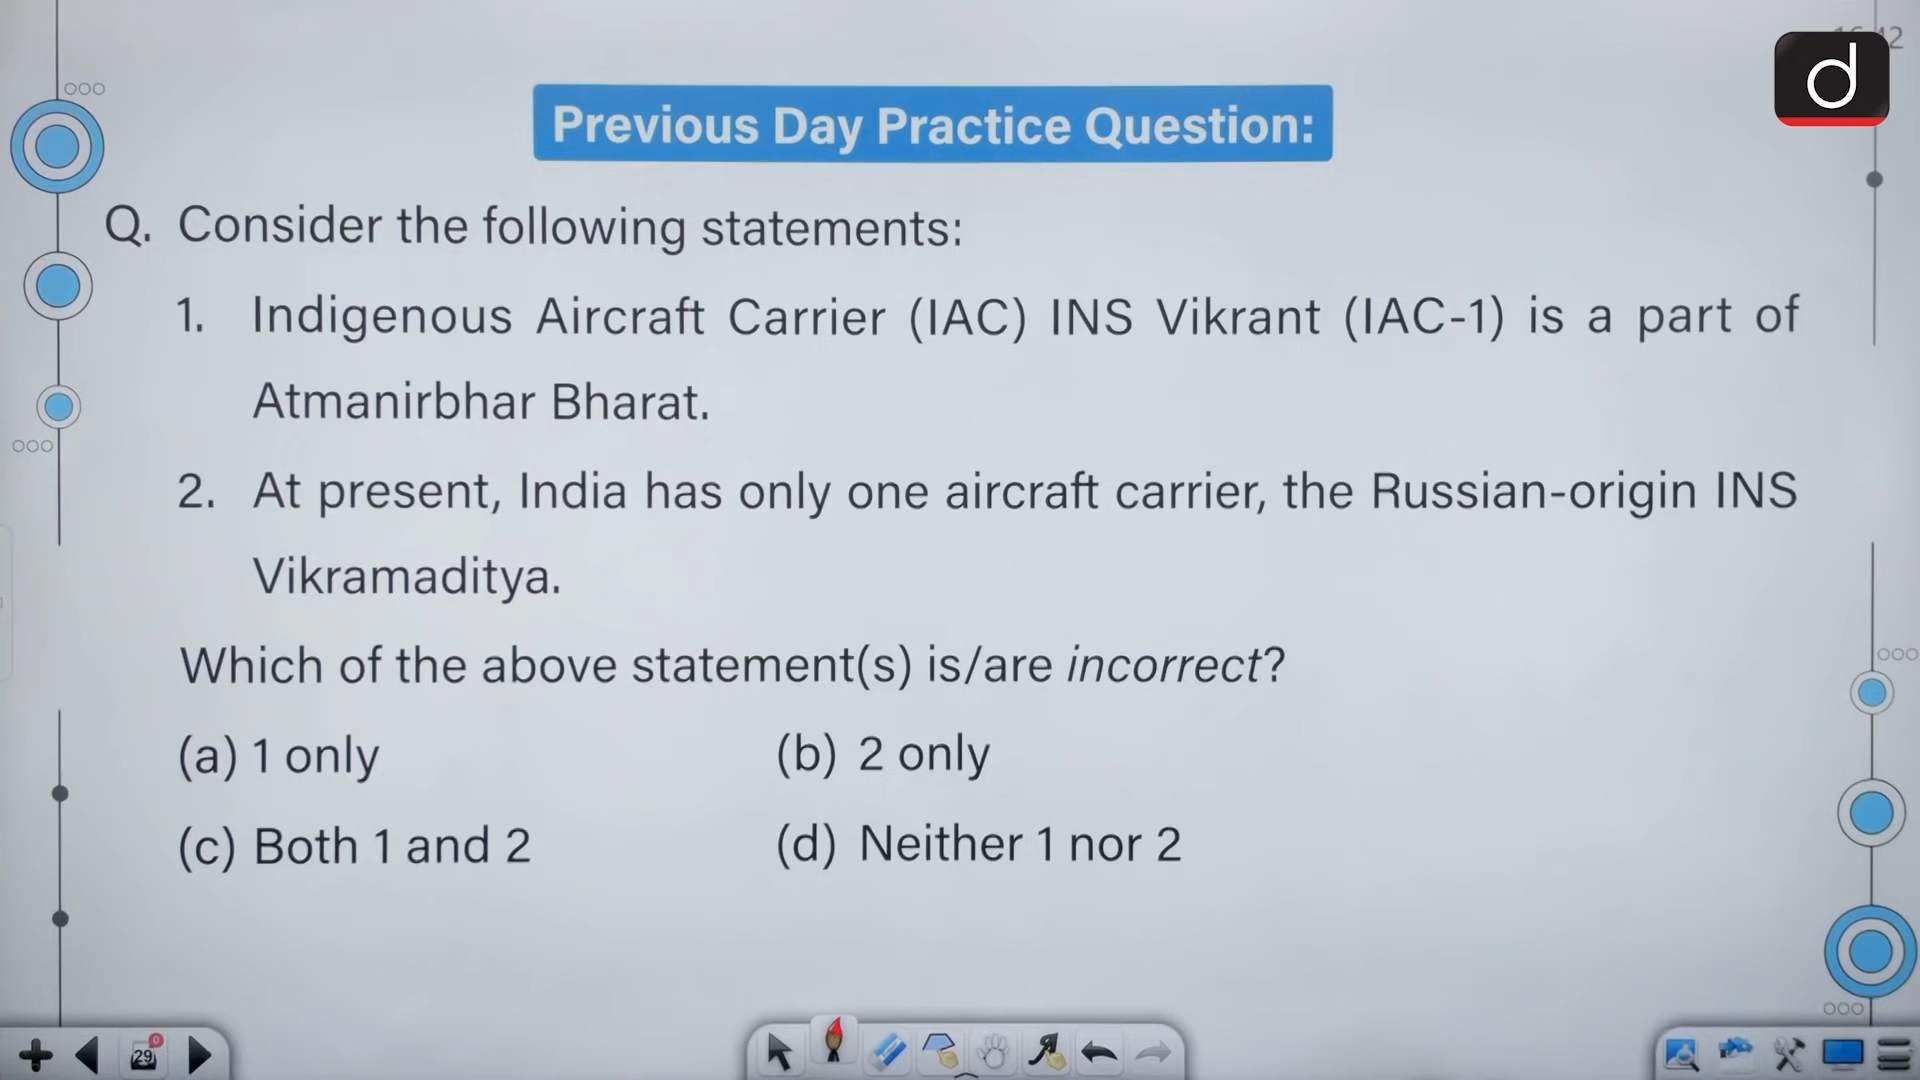 Previous Day Practice Question:
Q. Consider the following statements:
1. Indigenous Aircraft Carrier (IAC) INS Vikrant (IAC-1) is a part of
Atmanirbhar Bharat.
2. At present, India has only one aircraft carrier, the Russian-origin INS
Vikramaditya.
Which of the above statement(s) is/are incorrect?
(a) 1 only (b) 2 only
(c) Both 1 and 2 (d) Neither 1 nor 2
d
29
0